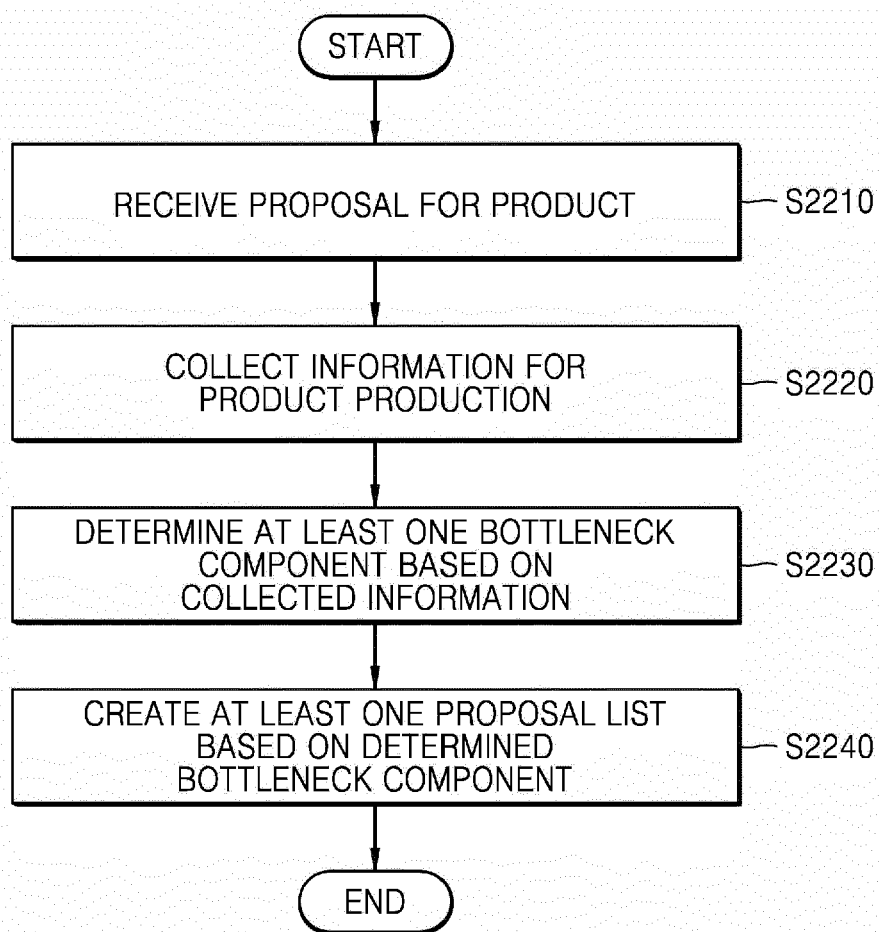 START
RECEIVE PROPOSAL FOR PRODUCT
S2210
COLLECT INFORMATION FOR
PRODUCT PRODUCTION
S2220
DETERMINE AT LEAST ONE BOTTLENECK
COMPONENT BASED ON
COLLECTED INFORMATION
S2230
CREATE AT LEAST ONE PROPOSAL LIST
BASED ON DETERMINED
BOTTLENECK COMPONENT
S2240
END